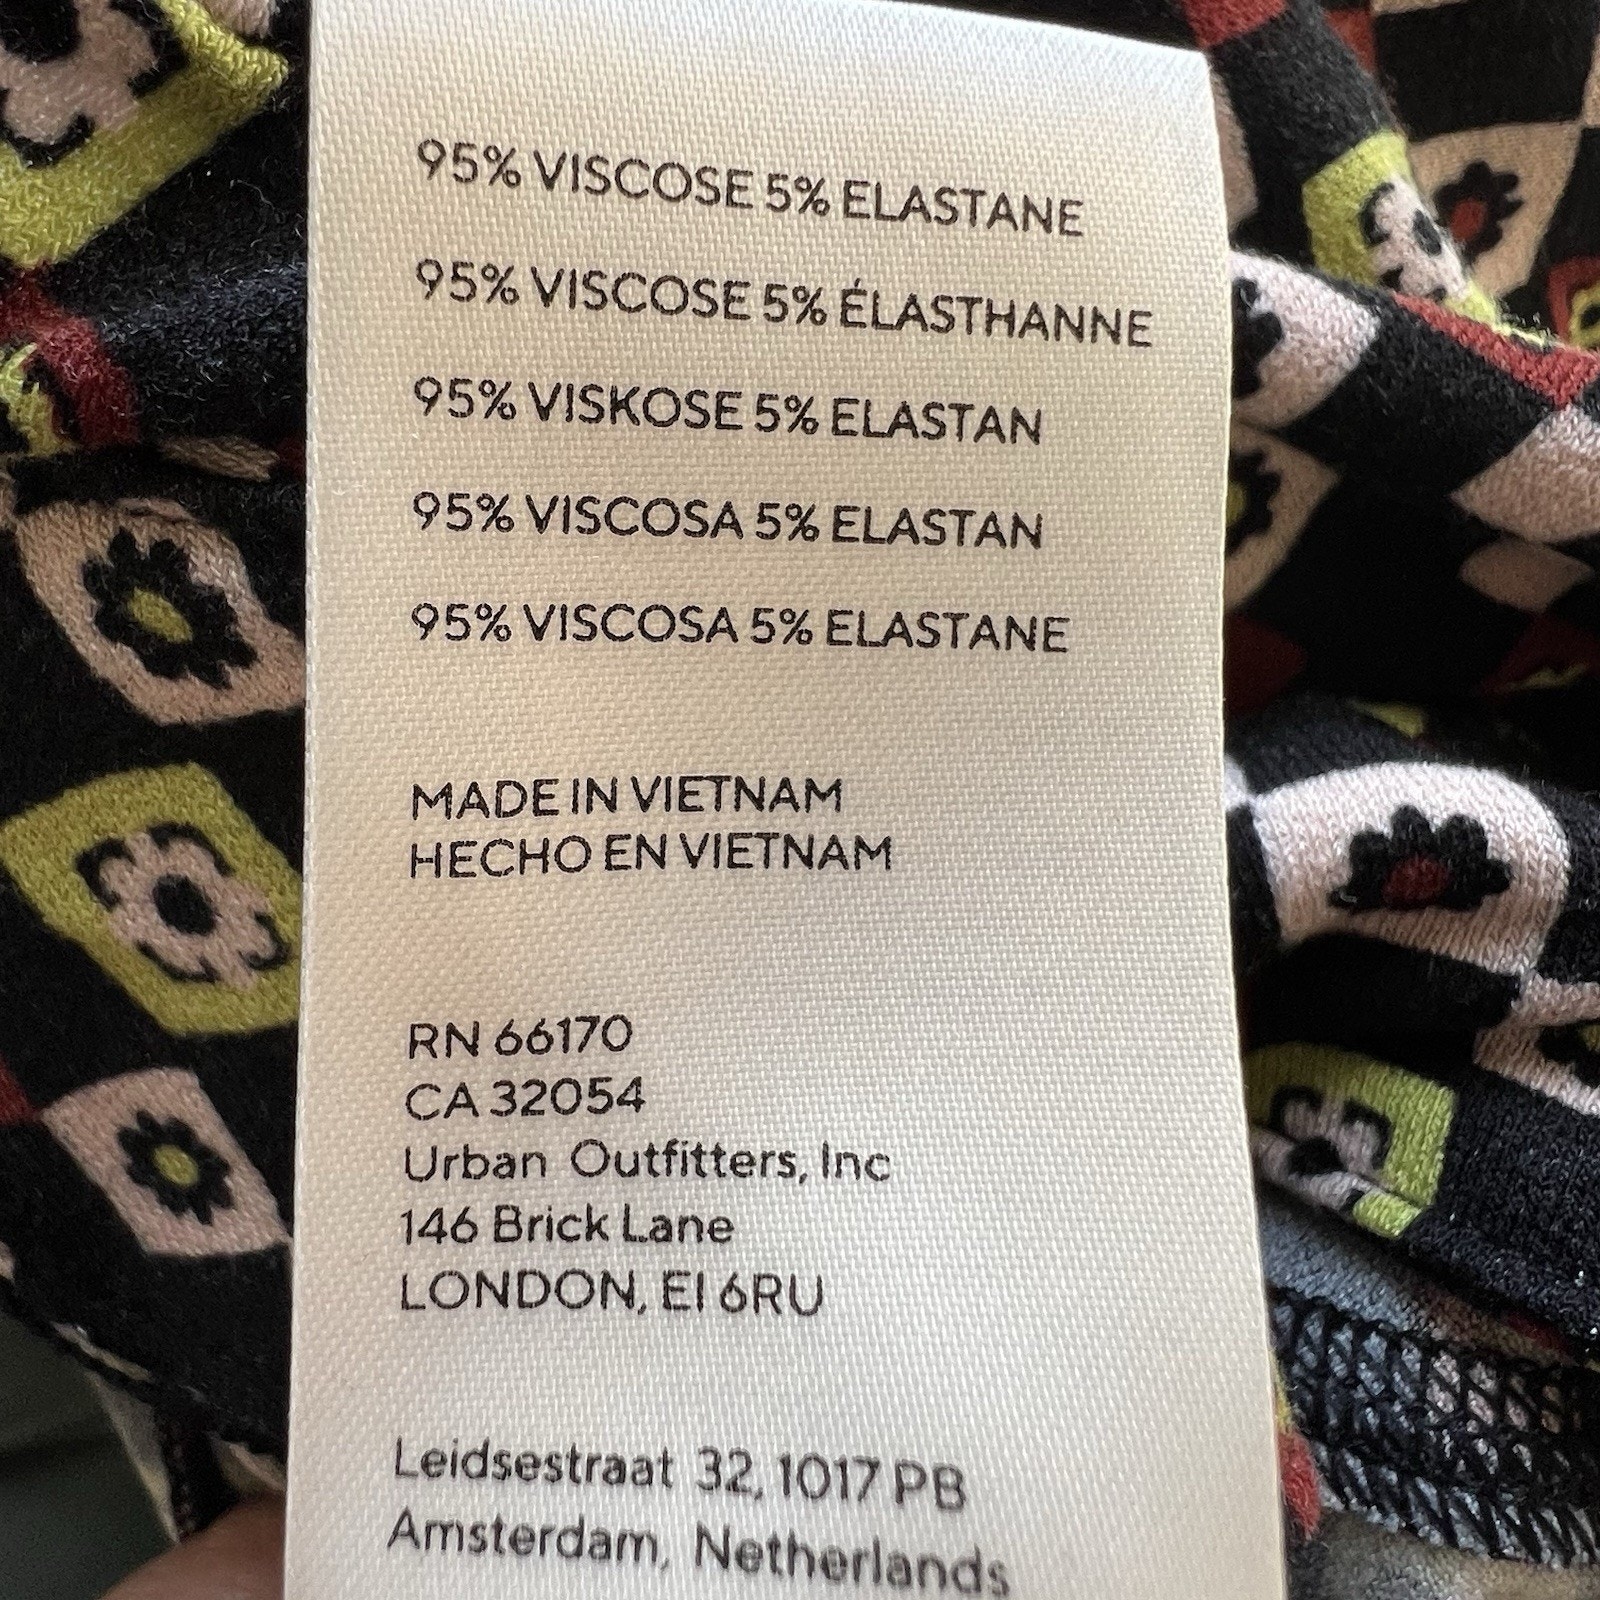 95% VISCOSE 5% ELASTANE
95% VISCOSE 5% ÉLASTHANNE
95% VISKOSE 5% ELASTAN
95% VISCOSA 5% ELASTAN
95% VISCOSA 5% ELASTANE
MADE IN VIETNAM
HECHO EN VIETNAM
RN 66170
CA 32054
Urban Outfitters, Inc
146 Brick Lane
LONDON, E1 6RU
Leidsestraat 32, 1017 PB
Amsterdam, Netherlands